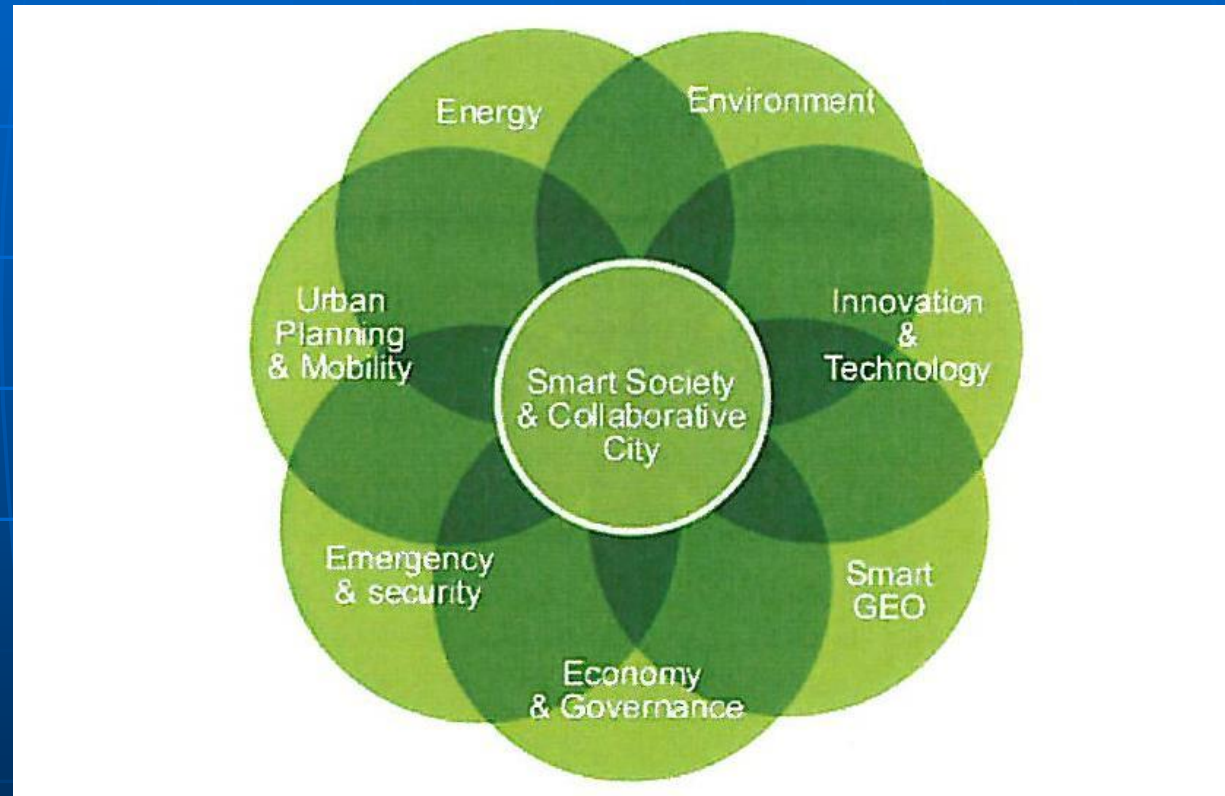 Energy
Environment
Urban
Planning
& Mobility
Innovation
&
Technology
Smart Society
& Collaborative
City
Emergency
& security
Smart
GEO
Economy
& Governance